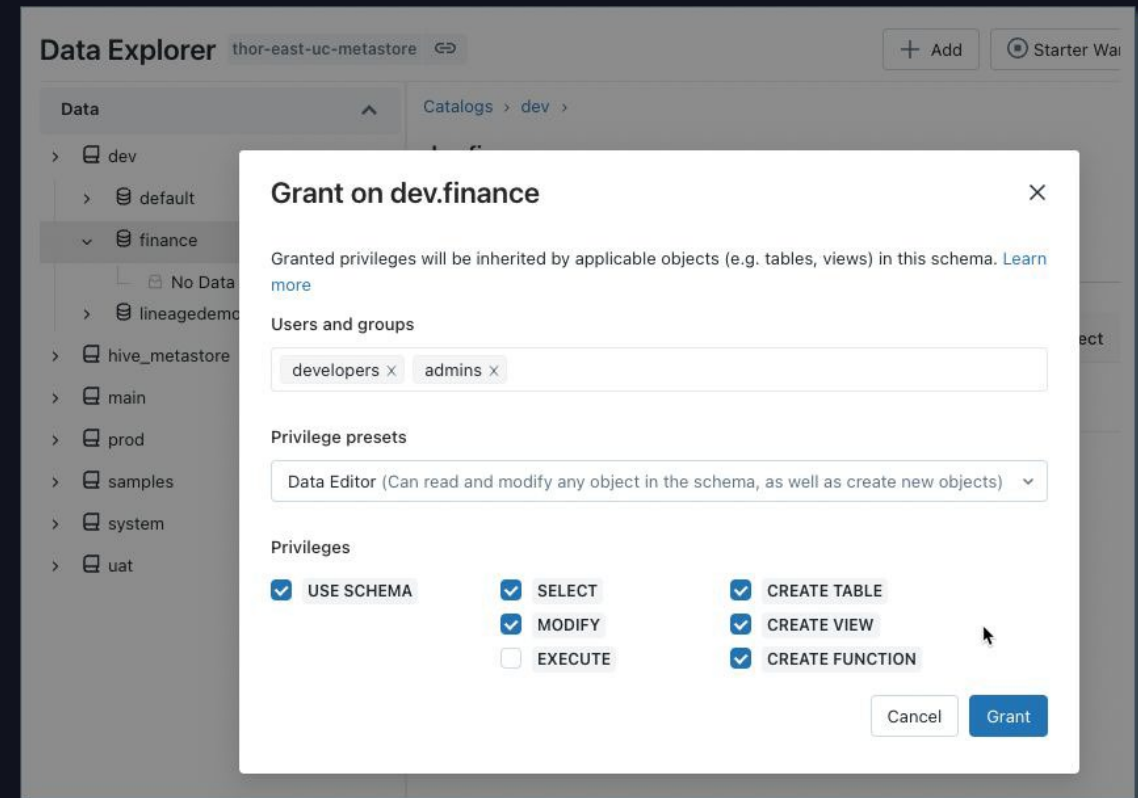 Data Explorer thor-east-uc-metastore
Add Starter War
Data
Catalogs > dev >
dev
default
finance
No Data
lineagedemo
hive_metastore
main
prod
samples
system
uat
ect
Grant on dev.finance
Granted privileges will be inherited by applicable objects (e.g. tables, views) in this schema. Learn
more
Users and groups
developers x admins x
Privilege presets
Data Editor (Can read and modify any object in the schema, as well as create new objects)
Privileges
USE SCHEMA SELECT CREATE TABLE
MODIFY CREATE VIEW
EXECUTE CREATE FUNCTION
Cancel Grant